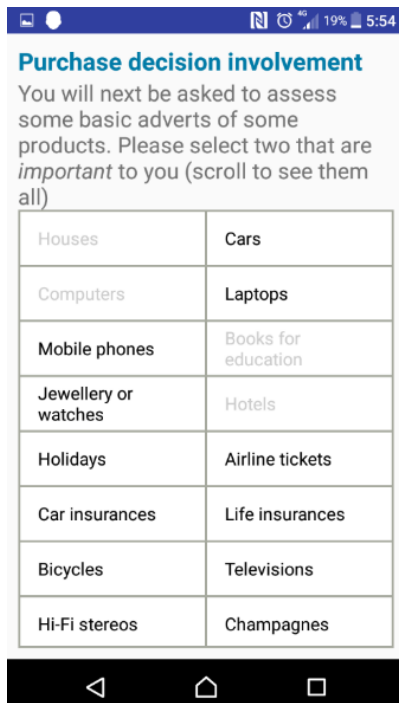 4G 19% 5:54
Purchase decision involvement
You will next be asked to assess
some basic adverts of some
products. Please select two that are
important to you (scroll to see them
all)
Houses Cars
Computers Laptops
Mobile phones Books for
education
Jewellery or
watches Hotels
Holidays Airline tickets
Car insurances Life insurances
Bicycles Televisions
Hi-Fi stereos Champagnes